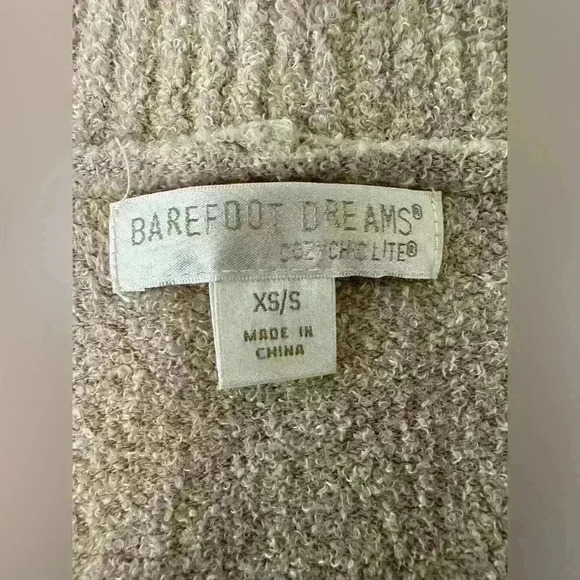 BAREFOOT DREAMS®
COZYCHIC LITE®
XS/S
MADE IN
CHINA